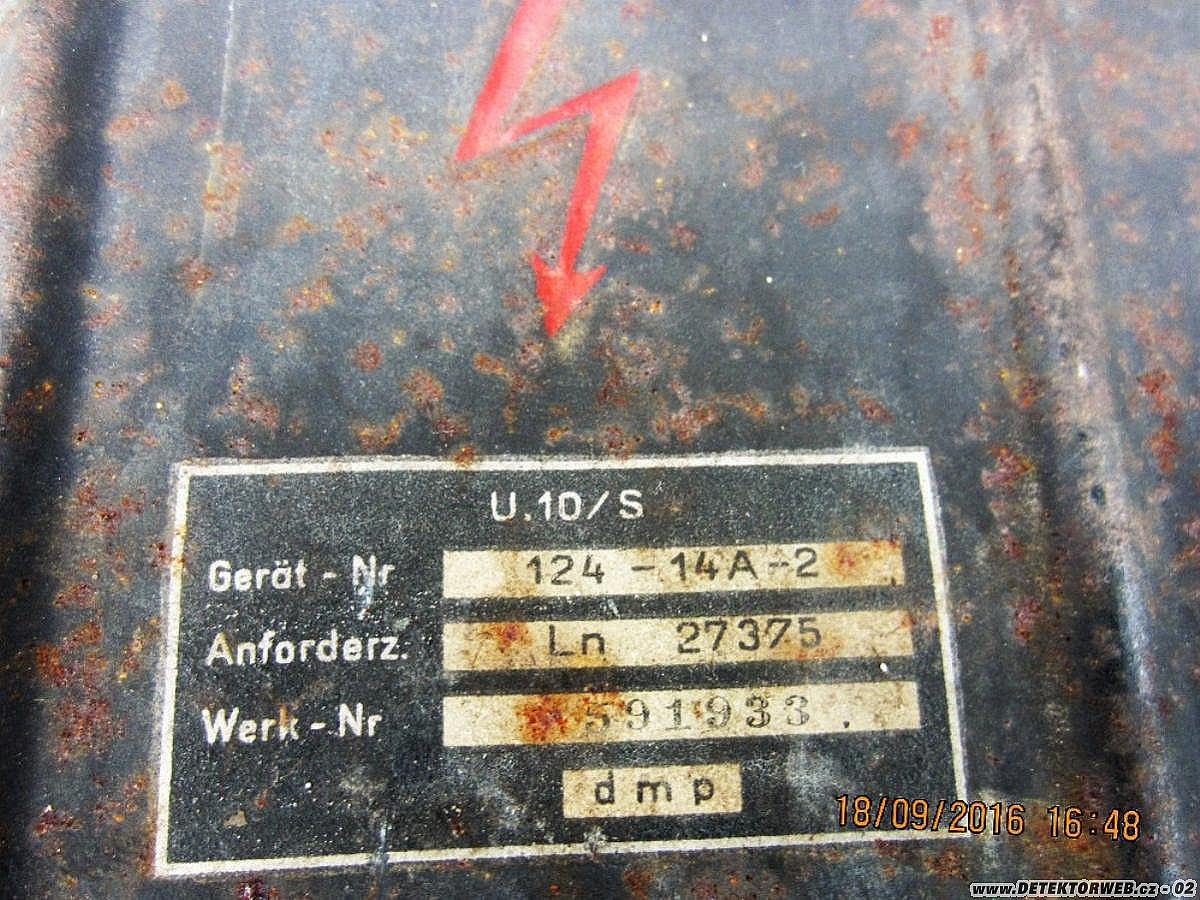 U.10/S
Gerät - Nr 124 - 14A - 2
Anforderz. Ln 27375
Werk - Nr 591933 .
dmp
18/09/2016 16:48
www.DETEKTORWEB.cz - 02